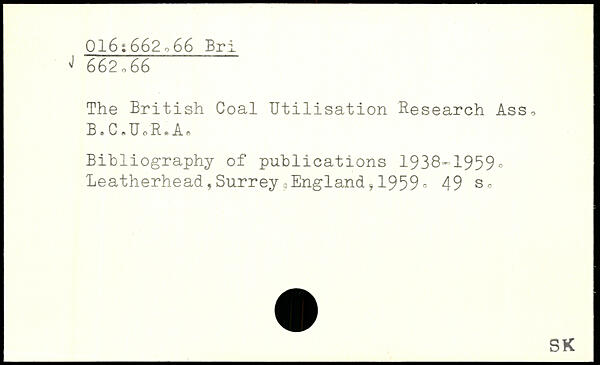 016:662.66 Bri
√ 662.66
The British Coal Utilisation Research Ass.
B.C.U.R.A.
Bibliography of publications 1938-1959.
Leatherhead,Surrey,England,1959. 49 s.
SK